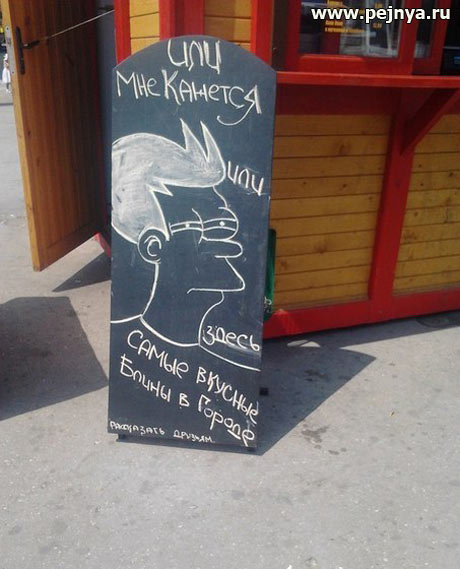 www.pejnya.ru
или
Мне Кажется
или
здесь
самые вкусные
Блины в Городе
рассказать друзьям